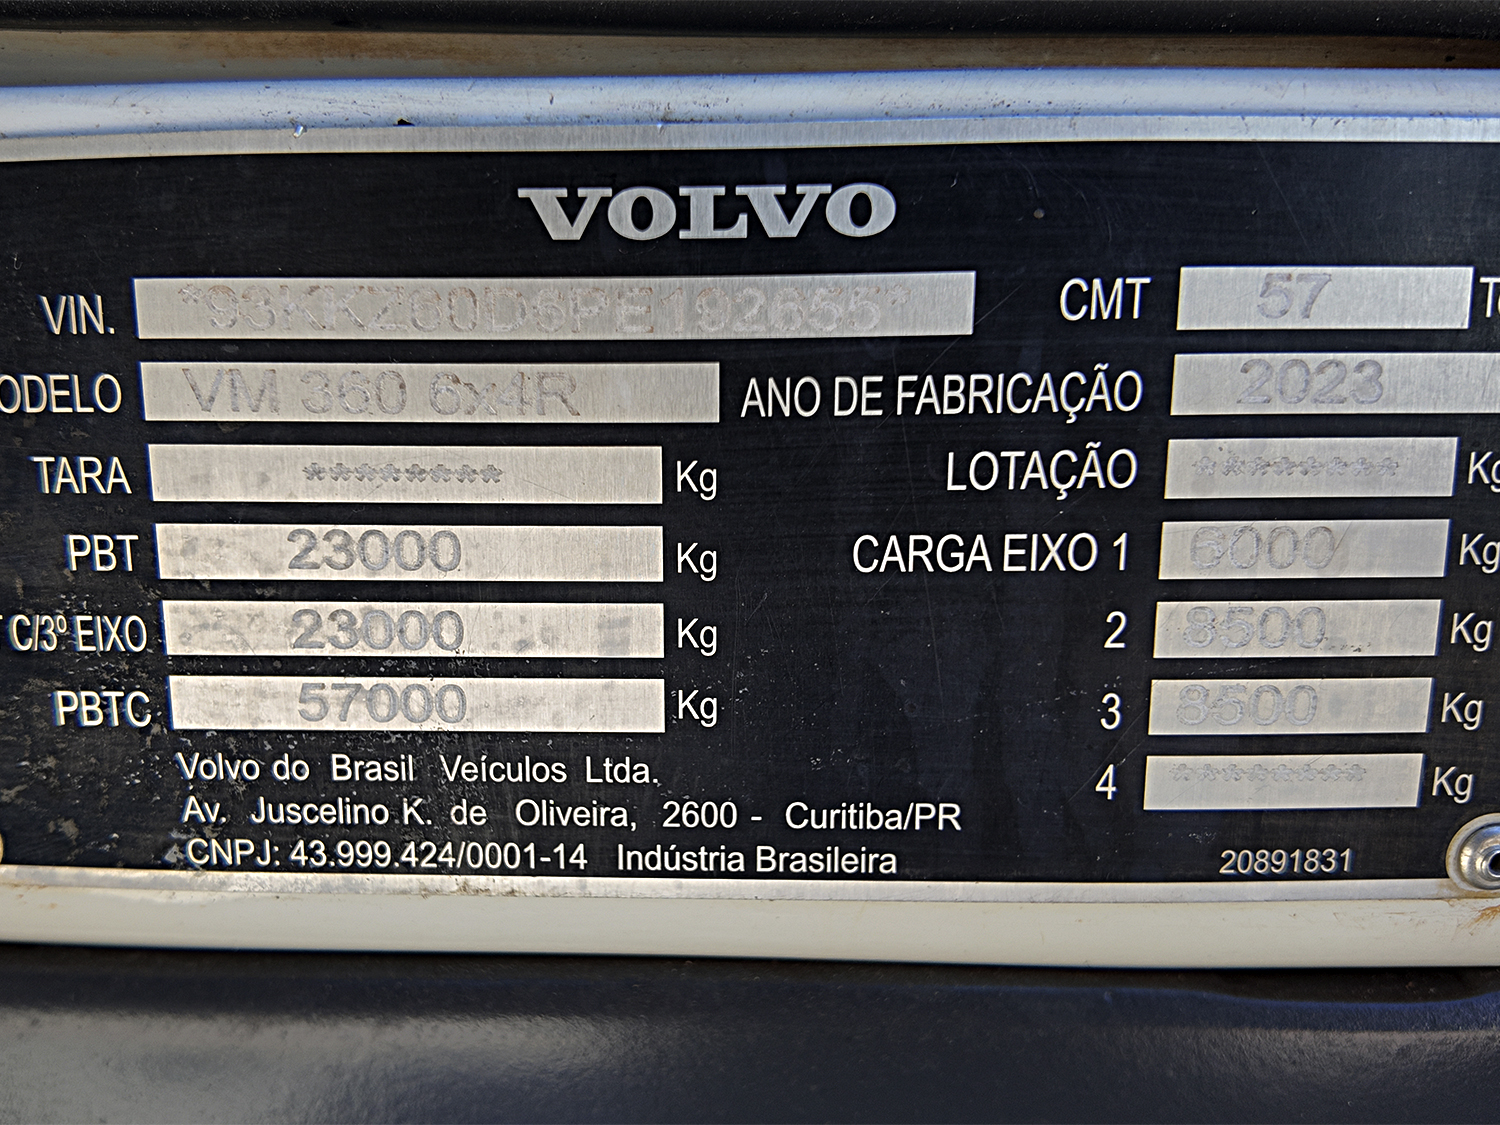 VOLVO
VIN. *93KKZ60D6PE192655* CMT 57
ODELO VM 360 6x4R ANO DE FABRICAÇÃO 2023
TARA ******** Kg LOTAÇÃO ******** Kg
PBT 23000 Kg CARGA EIXO 1 6000 Kg
C/3º EIXO 23000 Kg 2 8500 Kg
PBTC 57000 Kg 3 8500 Kg
4 ******** Kg
Volvo do Brasil Veículos Ltda.
Av. Juscelino K. de Oliveira, 2600 - Curitiba/PR
CNPJ: 43.999.424/0001-14 Indústria Brasileira
20891831